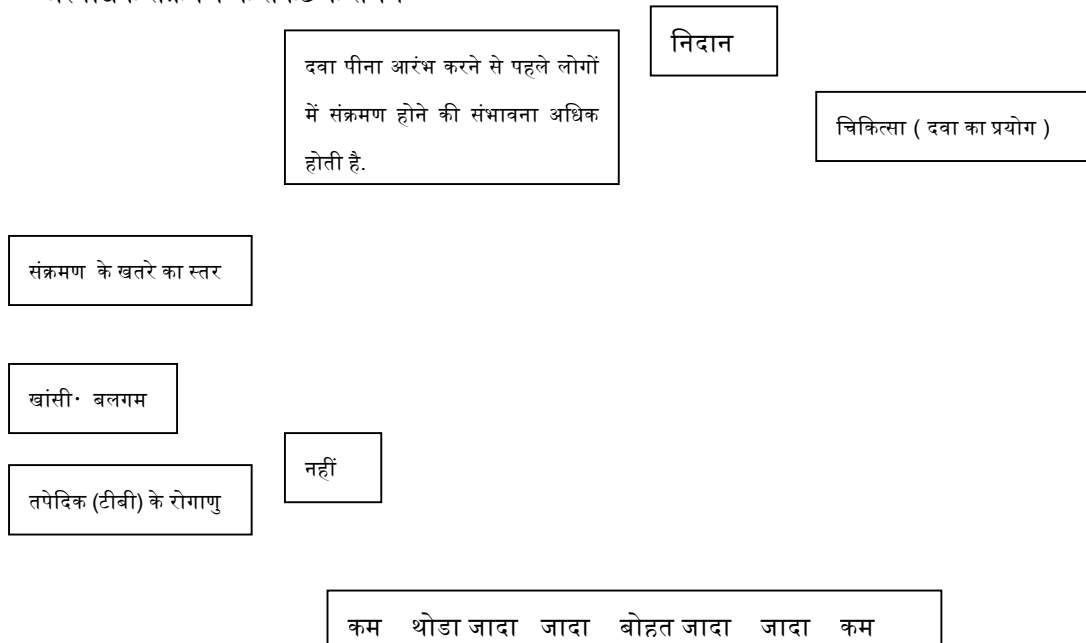 निदान
दवा पीना आरंभ करने से पहले लोगों
में संक्रमण होने की संभावना अधिक
होती है.
चिकित्सा ( दवा का प्रयोग )
संक्रमण के खतरे का स्तर
खांसी· बलगम
नहीं
तपेदिक (टीबी) के रोगाणु
कम थोडा जादा जादा बोहत जादा जादा कम